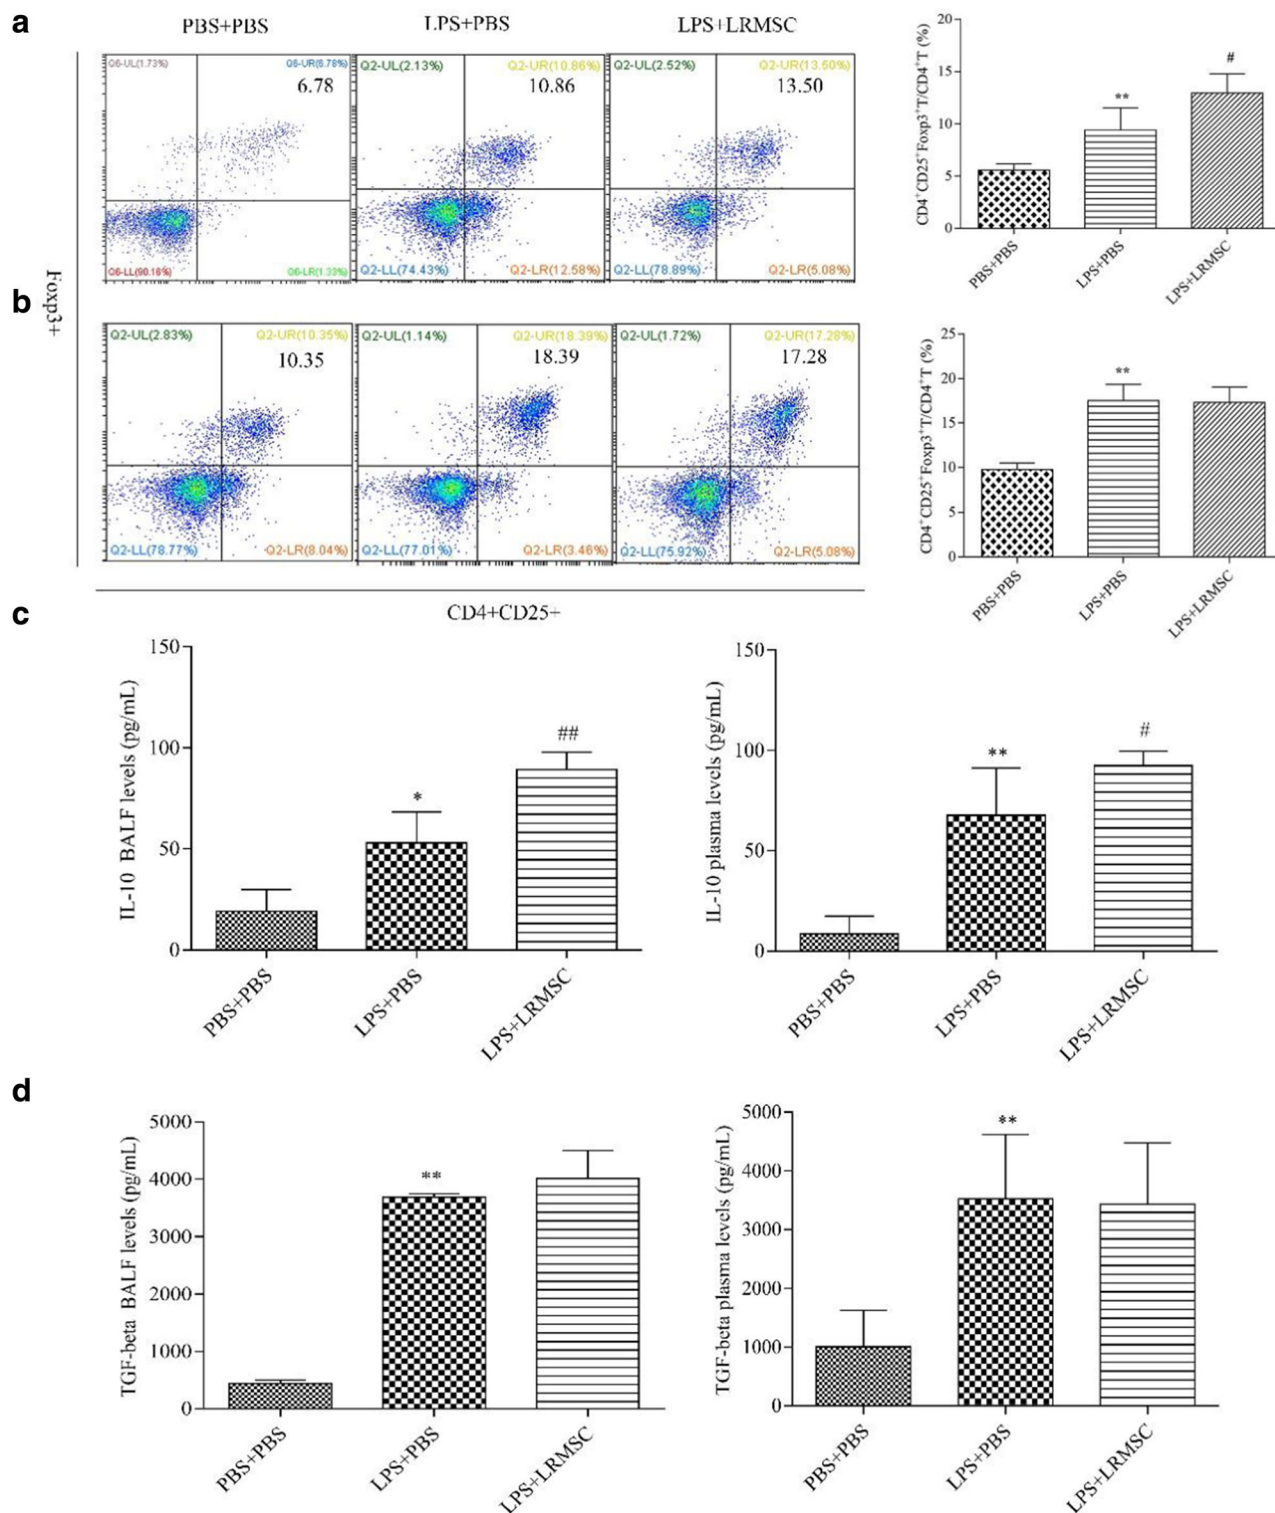 a
PBS+PBS
LPS+PBS
LPS+LRMSC
Q6-UL(1.73%)
Q6-UR(6.78%)
6.78
Q6-LL(90.16%)
Q6-LR(1.33%)
Q2-UL(2.13%)
Q2-UR(10.86%)
10.86
Q2-LL(74.43%)
Q2-LR(12.58%)
Q2-UL(2.52%)
Q2-UR(13.50%)
13.50
Q2-LL(78.89%)
Q2-LR(5.08%)
CD4⁺CD25⁺Foxp3⁺T/CD4⁺T (%)
20
15
10
5
0
**
#
PBS+PBS
LPS+PBS
LPS+LRMSC
Foxp3+
b
Q2-UL(2.83%)
Q2-UR(10.35%)
10.35
Q2-LL(78.77%)
Q2-LR(8.04%)
Q2-UL(1.14%)
Q2-UR(18.39%)
18.39
Q2-LL(77.01%)
Q2-LR(3.46%)
Q2-UL(1.72%)
Q2-UR(17.28%)
17.28
Q2-LL(75.92%)
Q2-LR(5.08%)
CD4+CD25+
CD4⁺CD25⁺Foxp3⁺T/CD4⁺T (%)
25
20
15
10
5
0
**
PBS+PBS
LPS+PBS
LPS+LRMSC
c
IL-10 BALF levels (pg/mL)
150
100
50
0
*
##
PBS+PBS
LPS+PBS
LPS+LRMSC
IL-10 plasma levels (pg/mL)
150
100
50
0
**
#
PBS+PBS
LPS+PBS
LPS+LRMSC
d
TGF-beta BALF levels (pg/mL)
5000
4000
3000
2000
1000
0
**
PBS+PBS
LPS+PBS
LPS+LRMSC
TGF-beta plasma levels (pg/mL)
5000
4000
3000
2000
1000
0
**
PBS+PBS
LPS+PBS
LPS+LRMSC